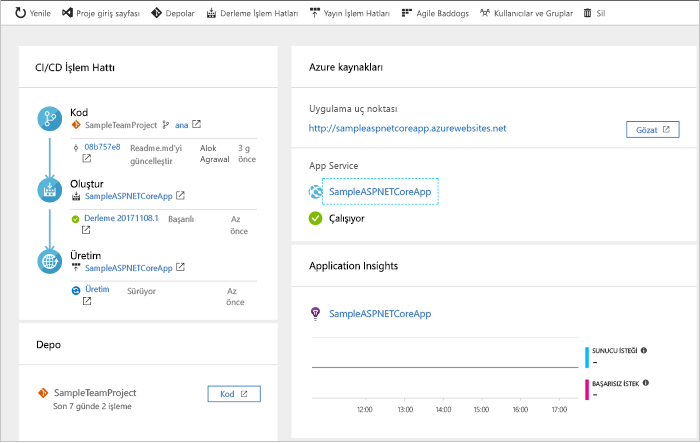 Yenile Proje giriş sayfası Depolar Derleme İşlem Hatları Yayın İşlem Hatları Agile Baddogs Kullanıcılar ve Gruplar Sil
CI/CD İşlem Hattı
Kod
SampleTeamProject ana
08b757e8 Readme.md'yi güncelleştir Alok Agrawal 3 g önce
Oluştur
SampleASPNETCoreApp
Derleme 20171108.1 Başarılı Az önce
Üretim
SampleASPNETCoreApp
Üretim Sürüyor Az önce
Depo
SampleTeamProject Kod
Son 7 günde 2 işleme
Azure kaynakları
Uygulama uç noktası
http://sampleaspnetcoreapp.azurewebsites.net Gözat
App Service
SampleASPNETCoreApp
Çalışıyor
Application Insights
SampleASPNETCoreApp
SUNUCU İSTEĞİ
--
BAŞARISIZ İSTEK
--
12:00 13:00 14:00 15:00 16:00 17:00